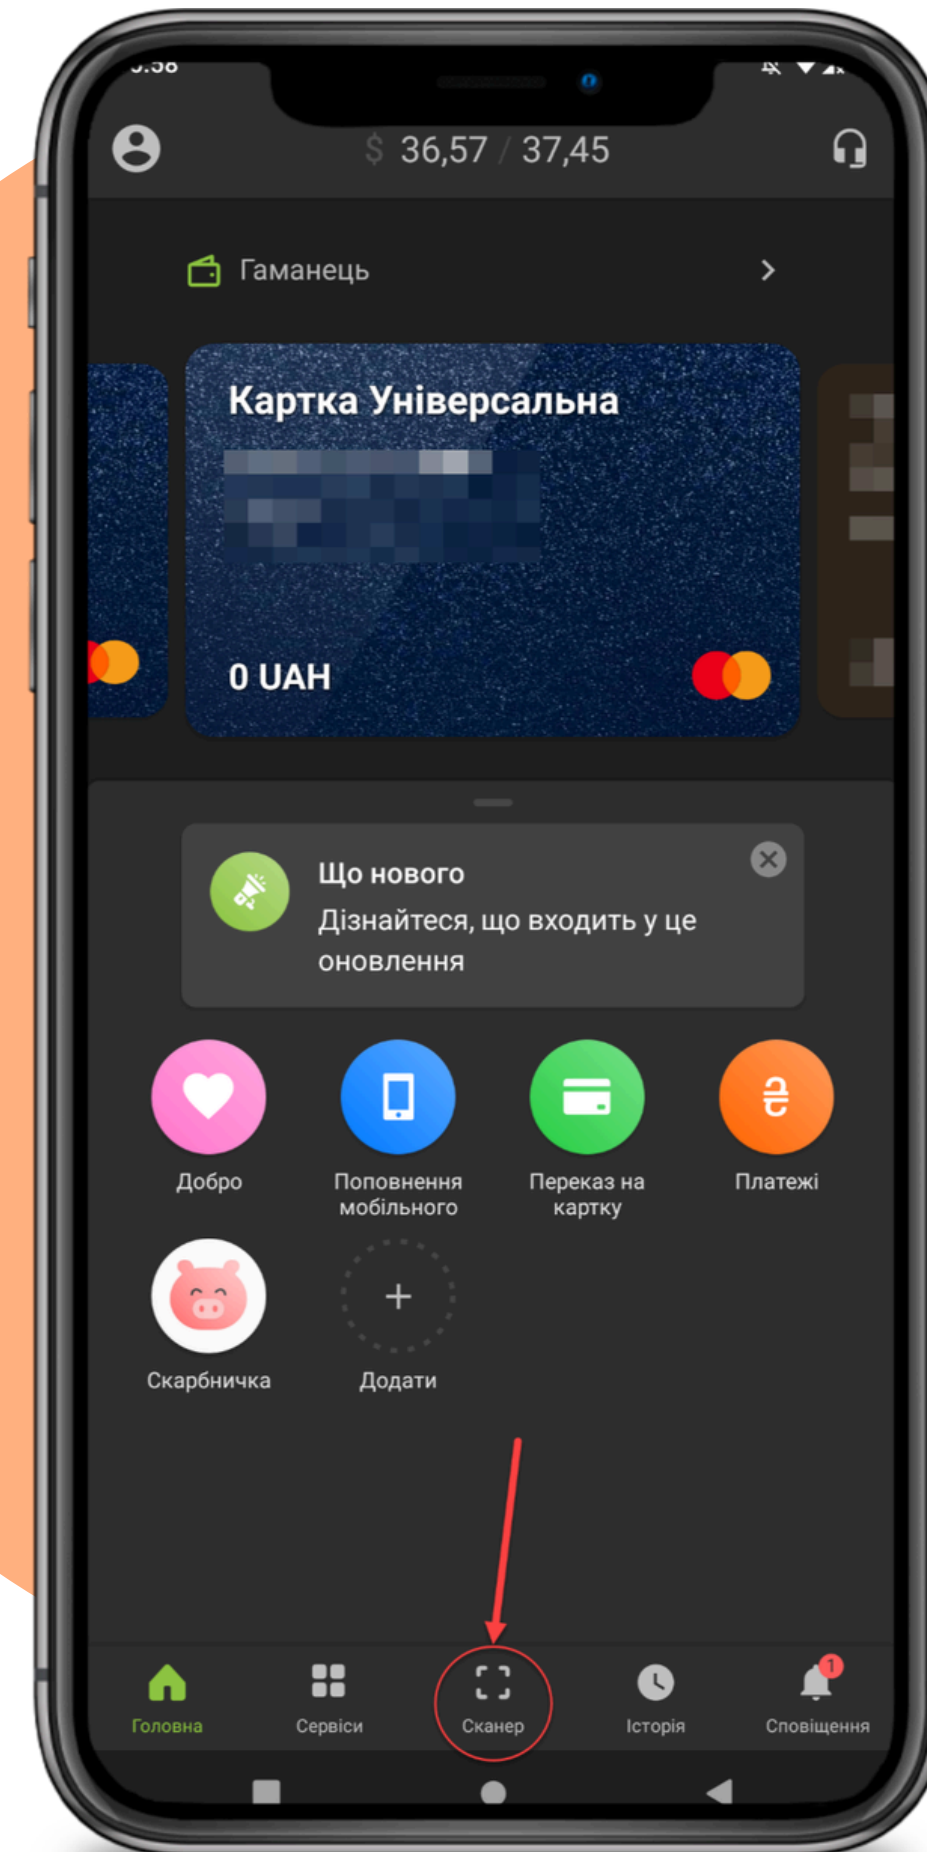 $ 36,57 / 37,45
Гаманець
Картка Універсальна
0 UAH
Що нового
Дізнайтеся, що входить у це
оновлення
Добро
Поповнення
мобільного
Переказ на
картку
Платежі
Скарбничка
Додати
1
Головна
Сервіси
Сканер
Історія
Сповіщення